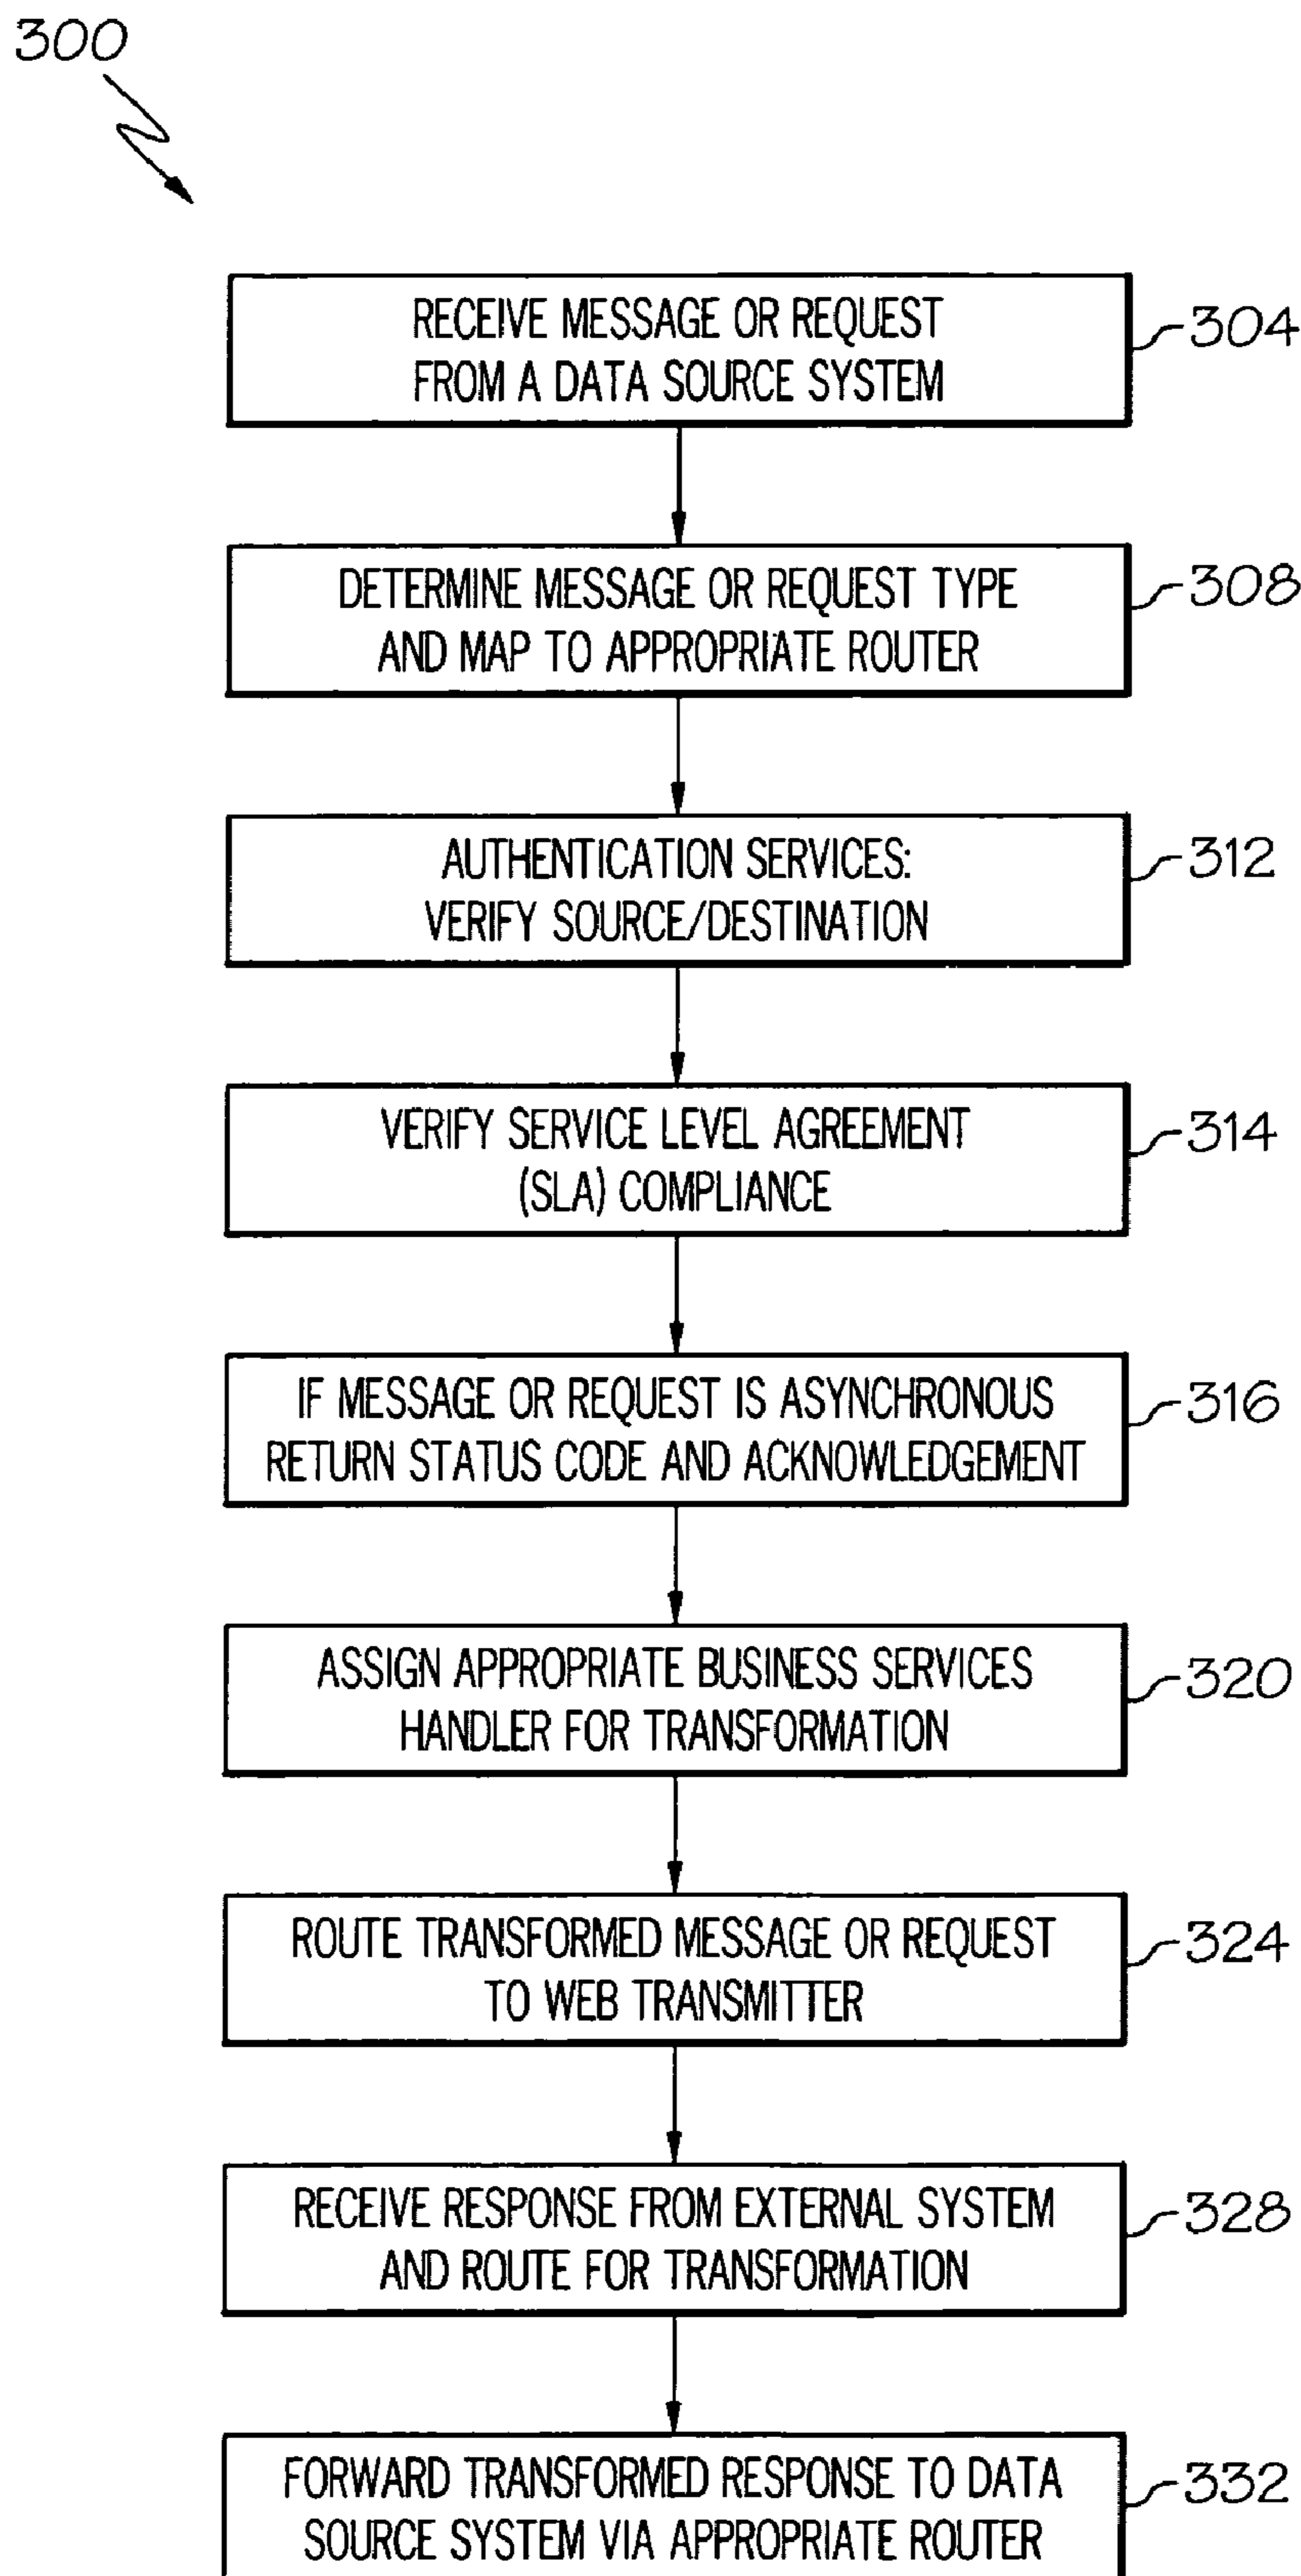 300
RECEIVE MESSAGE OR REQUEST
FROM A DATA SOURCE SYSTEM
304
DETERMINE MESSAGE OR REQUEST TYPE
AND MAP TO APPROPRIATE ROUTER
308
AUTHENTICATION SERVICES:
VERIFY SOURCE/DESTINATION
312
VERIFY SERVICE LEVEL AGREEMENT
(SLA) COMPLIANCE
314
IF MESSAGE OR REQUEST IS ASYNCHRONOUS
RETURN STATUS CODE AND ACKNOWLEDGEMENT
316
ASSIGN APPROPRIATE BUSINESS SERVICES
HANDLER FOR TRANSFORMATION
320
ROUTE TRANSFORMED MESSAGE OR REQUEST
TO WEB TRANSMITTER
324
RECEIVE RESPONSE FROM EXTERNAL SYSTEM
AND ROUTE FOR TRANSFORMATION
328
FORWARD TRANSFORMED RESPONSE TO DATA
SOURCE SYSTEM VIA APPROPRIATE ROUTER
332